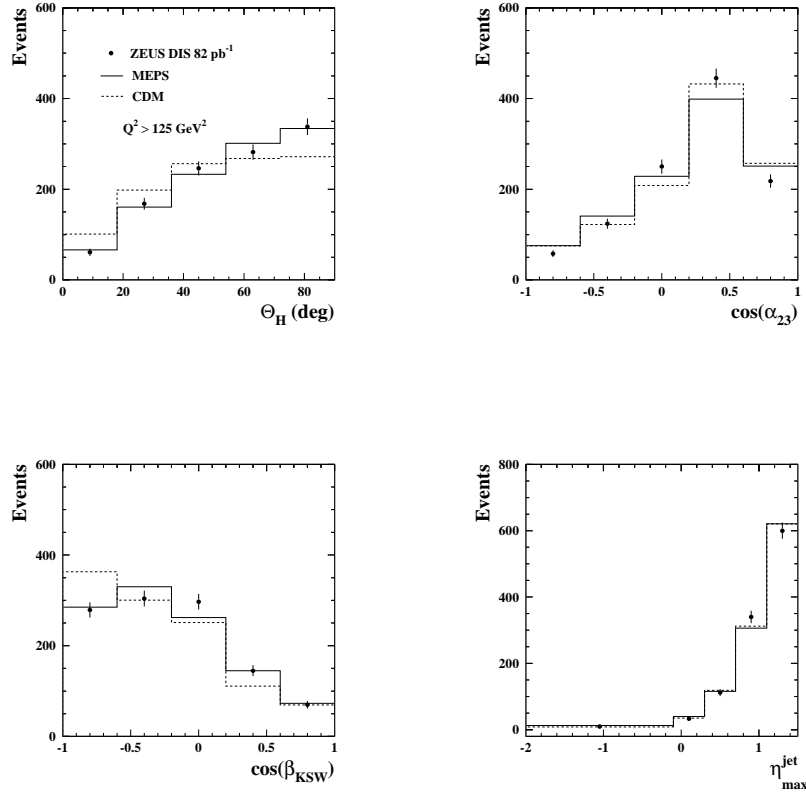 Events
600
400
200
0
ZEUS DIS 82 pb-1
MEPS
CDM
Q2 > 125 GeV2
0 20 40 60 80
ΘH (deg)
Events
600
400
200
0
-1 -0.5 0 0.5 1
cos(α23)
Events
600
400
200
0
-1 -0.5 0 0.5 1
cos(βKSW)
Events
800
600
400
200
0
-2 -1 0 1
ηjetmax